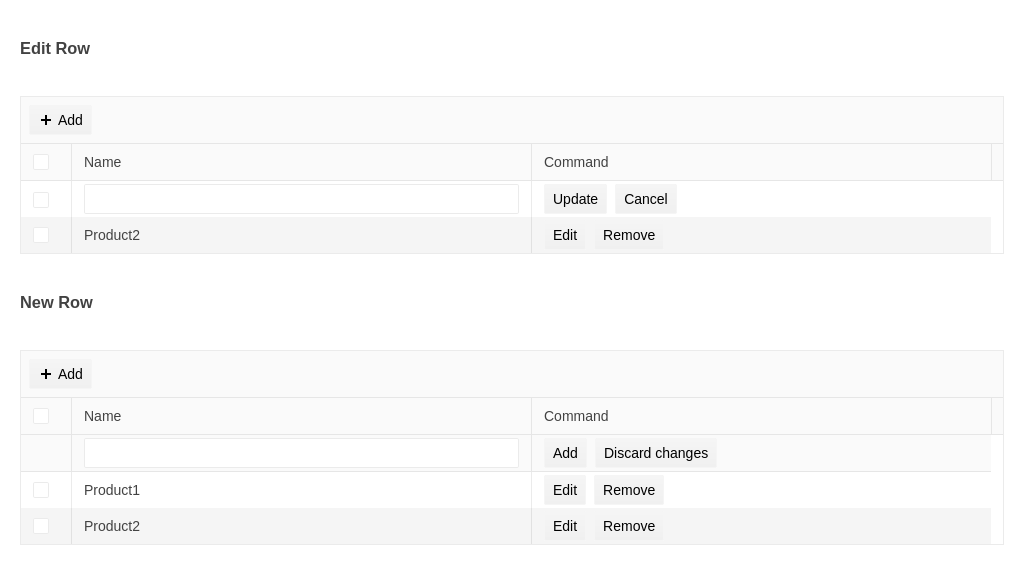 Edit Row
Add
Name Command
Update Cancel
Product2 Edit Remove
New Row
Add
Name Command
Add Discard changes
Product1 Edit Remove
Product2 Edit Remove